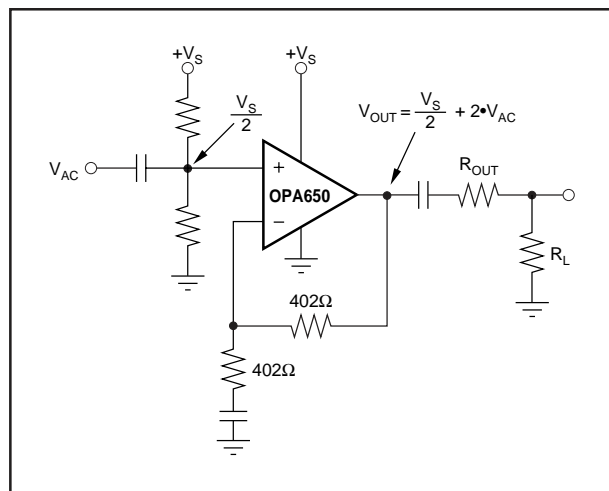 +V_S
+V_S
V_S/2
V_OUT = V_S/2 + 2•V_AC
V_AC
+
OPA650
−
R_OUT
R_L
402Ω
402Ω